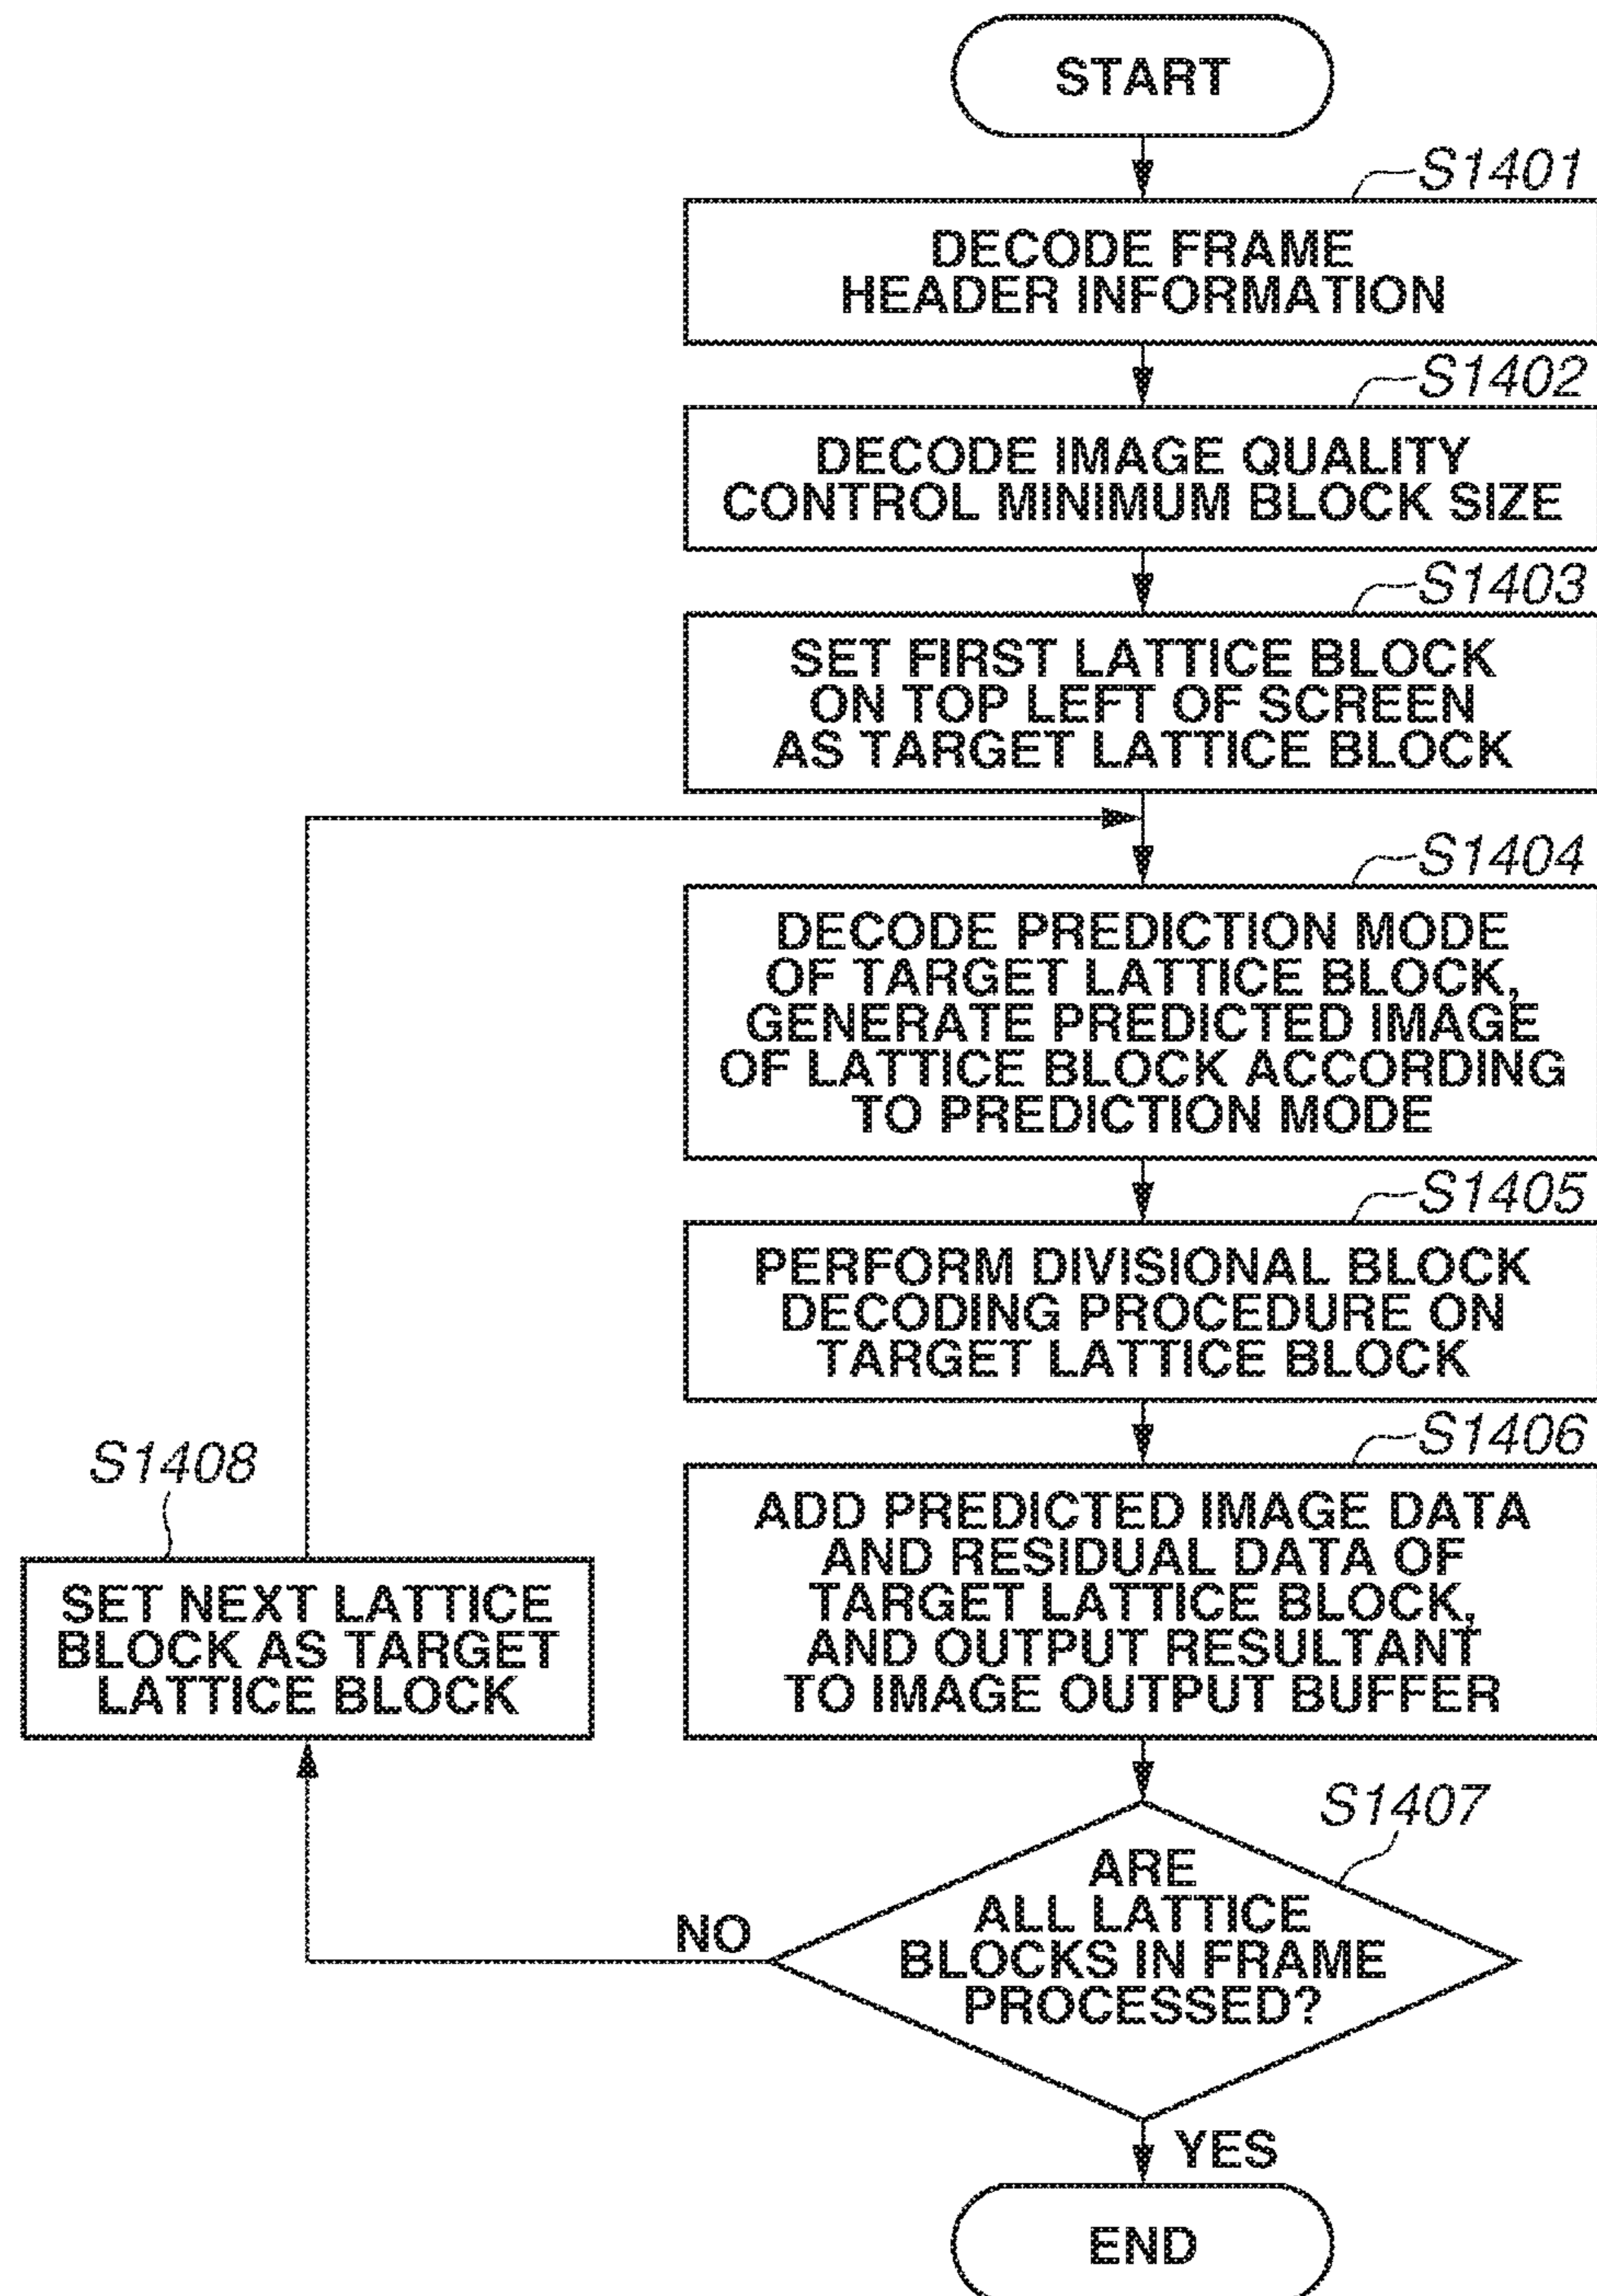 START
S1401
DECODE FRAME
HEADER INFORMATION
S1402
DECODE IMAGE QUALITY
CONTROL MINIMUM BLOCK SIZE
S1403
SET FIRST LATTICE BLOCK
ON TOP LEFT OF SCREEN
AS TARGET LATTICE BLOCK
S1404
DECODE PREDICTION MODE
OF TARGET LATTICE BLOCK,
GENERATE PREDICTED IMAGE
OF LATTICE BLOCK ACCORDING
TO PREDICTION MODE
S1405
PERFORM DIVISIONAL BLOCK
DECODING PROCEDURE ON
TARGET LATTICE BLOCK
S1406
ADD PREDICTED IMAGE DATA
AND RESIDUAL DATA OF
TARGET LATTICE BLOCK,
AND OUTPUT RESULTANT
TO IMAGE OUTPUT BUFFER
S1408
SET NEXT LATTICE
BLOCK AS TARGET
LATTICE BLOCK
S1407
ARE
ALL LATTICE
BLOCKS IN FRAME
PROCESSED?
NO
YES
END